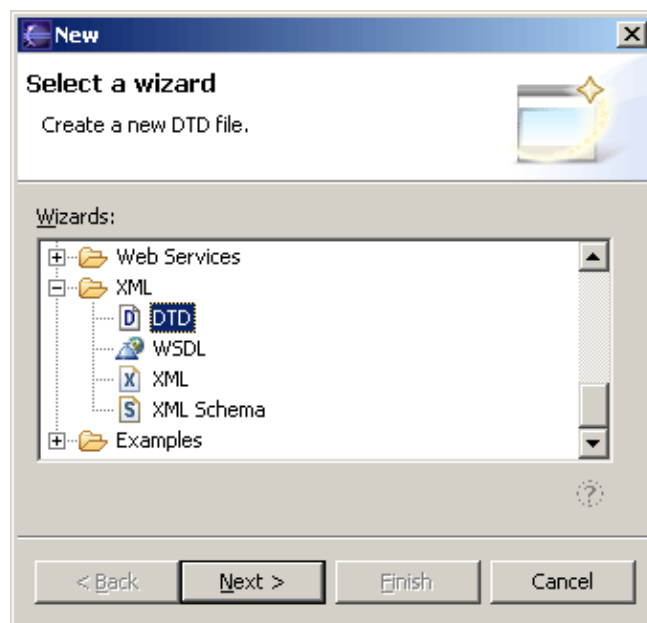 New
Select a wizard
Create a new DTD file.
Wizards:
Web Services
XML
D DTD
WSDL
X XML
S XML Schema
Examples
?
< Back Next > Finish Cancel